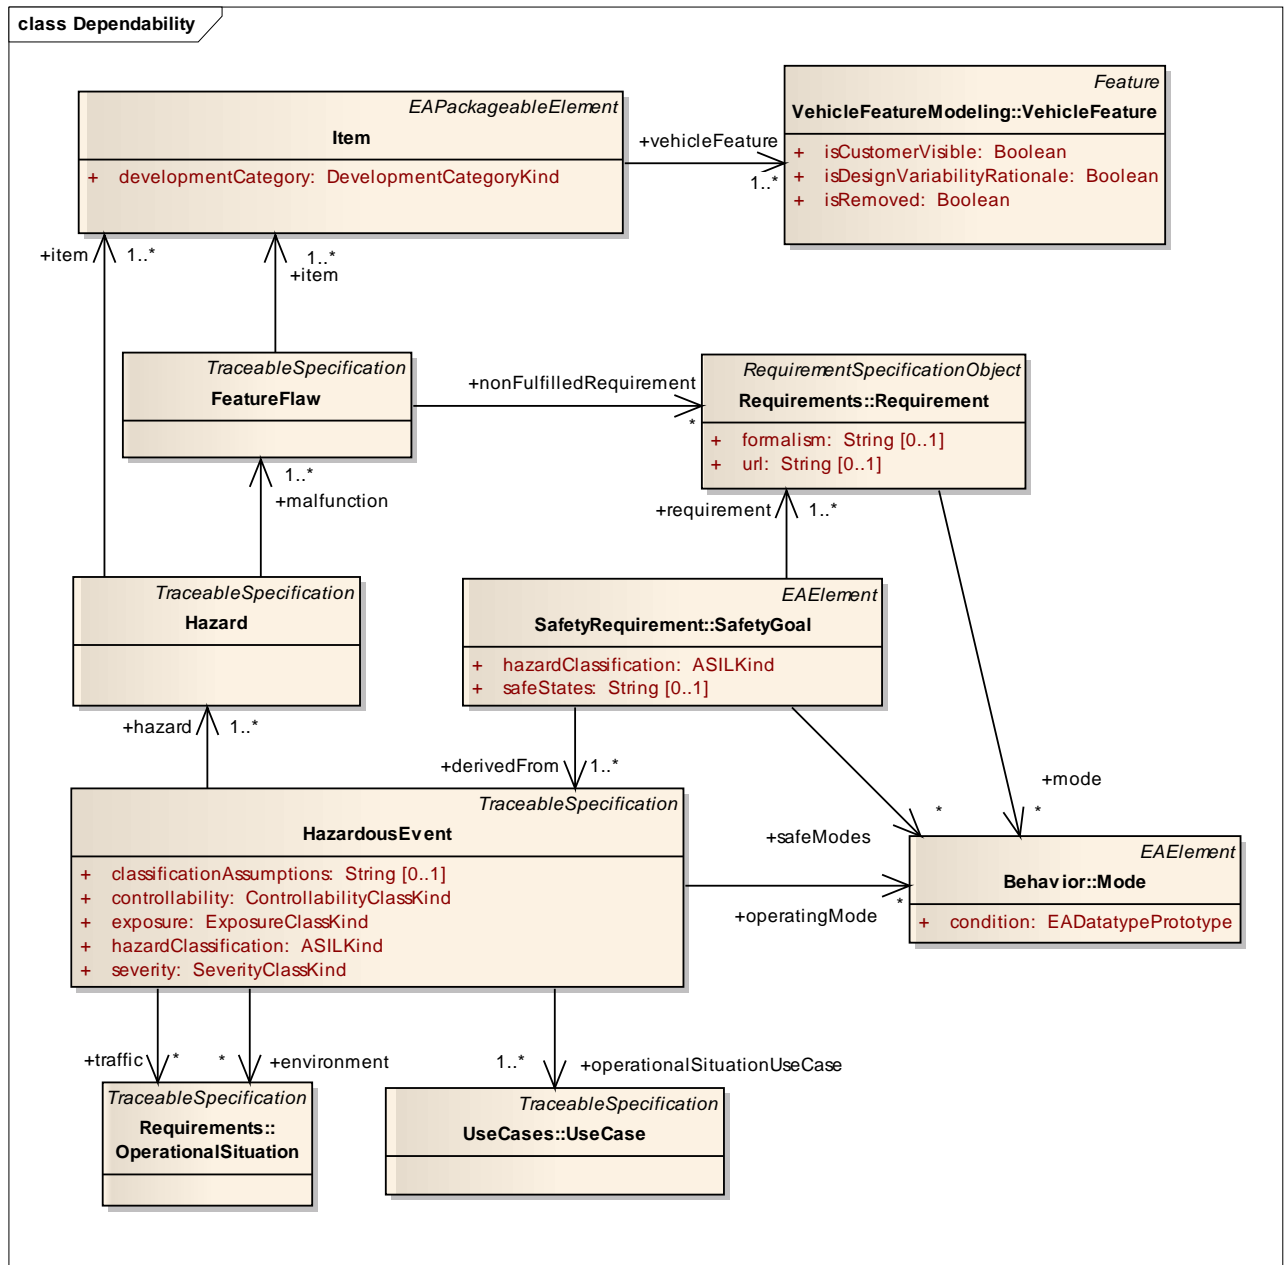 class Dependability
EAPackageableElement
Item
+ developmentCategory: DevelopmentCategoryKind
+vehicleFeature
1..*
Feature
VehicleFeatureModeling::VehicleFeature
+ isCustomerVisible: Boolean
+ isDesignVariabilityRationale: Boolean
+ isRemoved: Boolean
+item
1..*
1..*
+item
TraceableSpecification
FeatureFlaw
+nonFulfilledRequirement
*
RequirementSpecificationObject
Requirements::Requirement
+ formalism: String [0..1]
+ url: String [0..1]
1..*
+malfunction
+requirement
1..*
TraceableSpecification
Hazard
EAElement
SafetyRequirement::SafetyGoal
+ hazardClassification: ASILKind
+ safeStates: String [0..1]
+hazard
1..*
+derivedFrom
1..*
+mode
*
*
+safeModes
TraceableSpecification
HazardousEvent
+ classificationAssumptions: String [0..1]
+ controllability: ControllabilityClassKind
+ exposure: ExposureClassKind
+ hazardClassification: ASILKind
+ severity: SeverityClassKind
*
+operatingMode
EAElement
Behavior::Mode
+ condition: EADatatypePrototype
+traffic
*
*
+environment
1..*
+operationalSituationUseCase
TraceableSpecification
Requirements::
OperationalSituation
TraceableSpecification
UseCases::UseCase